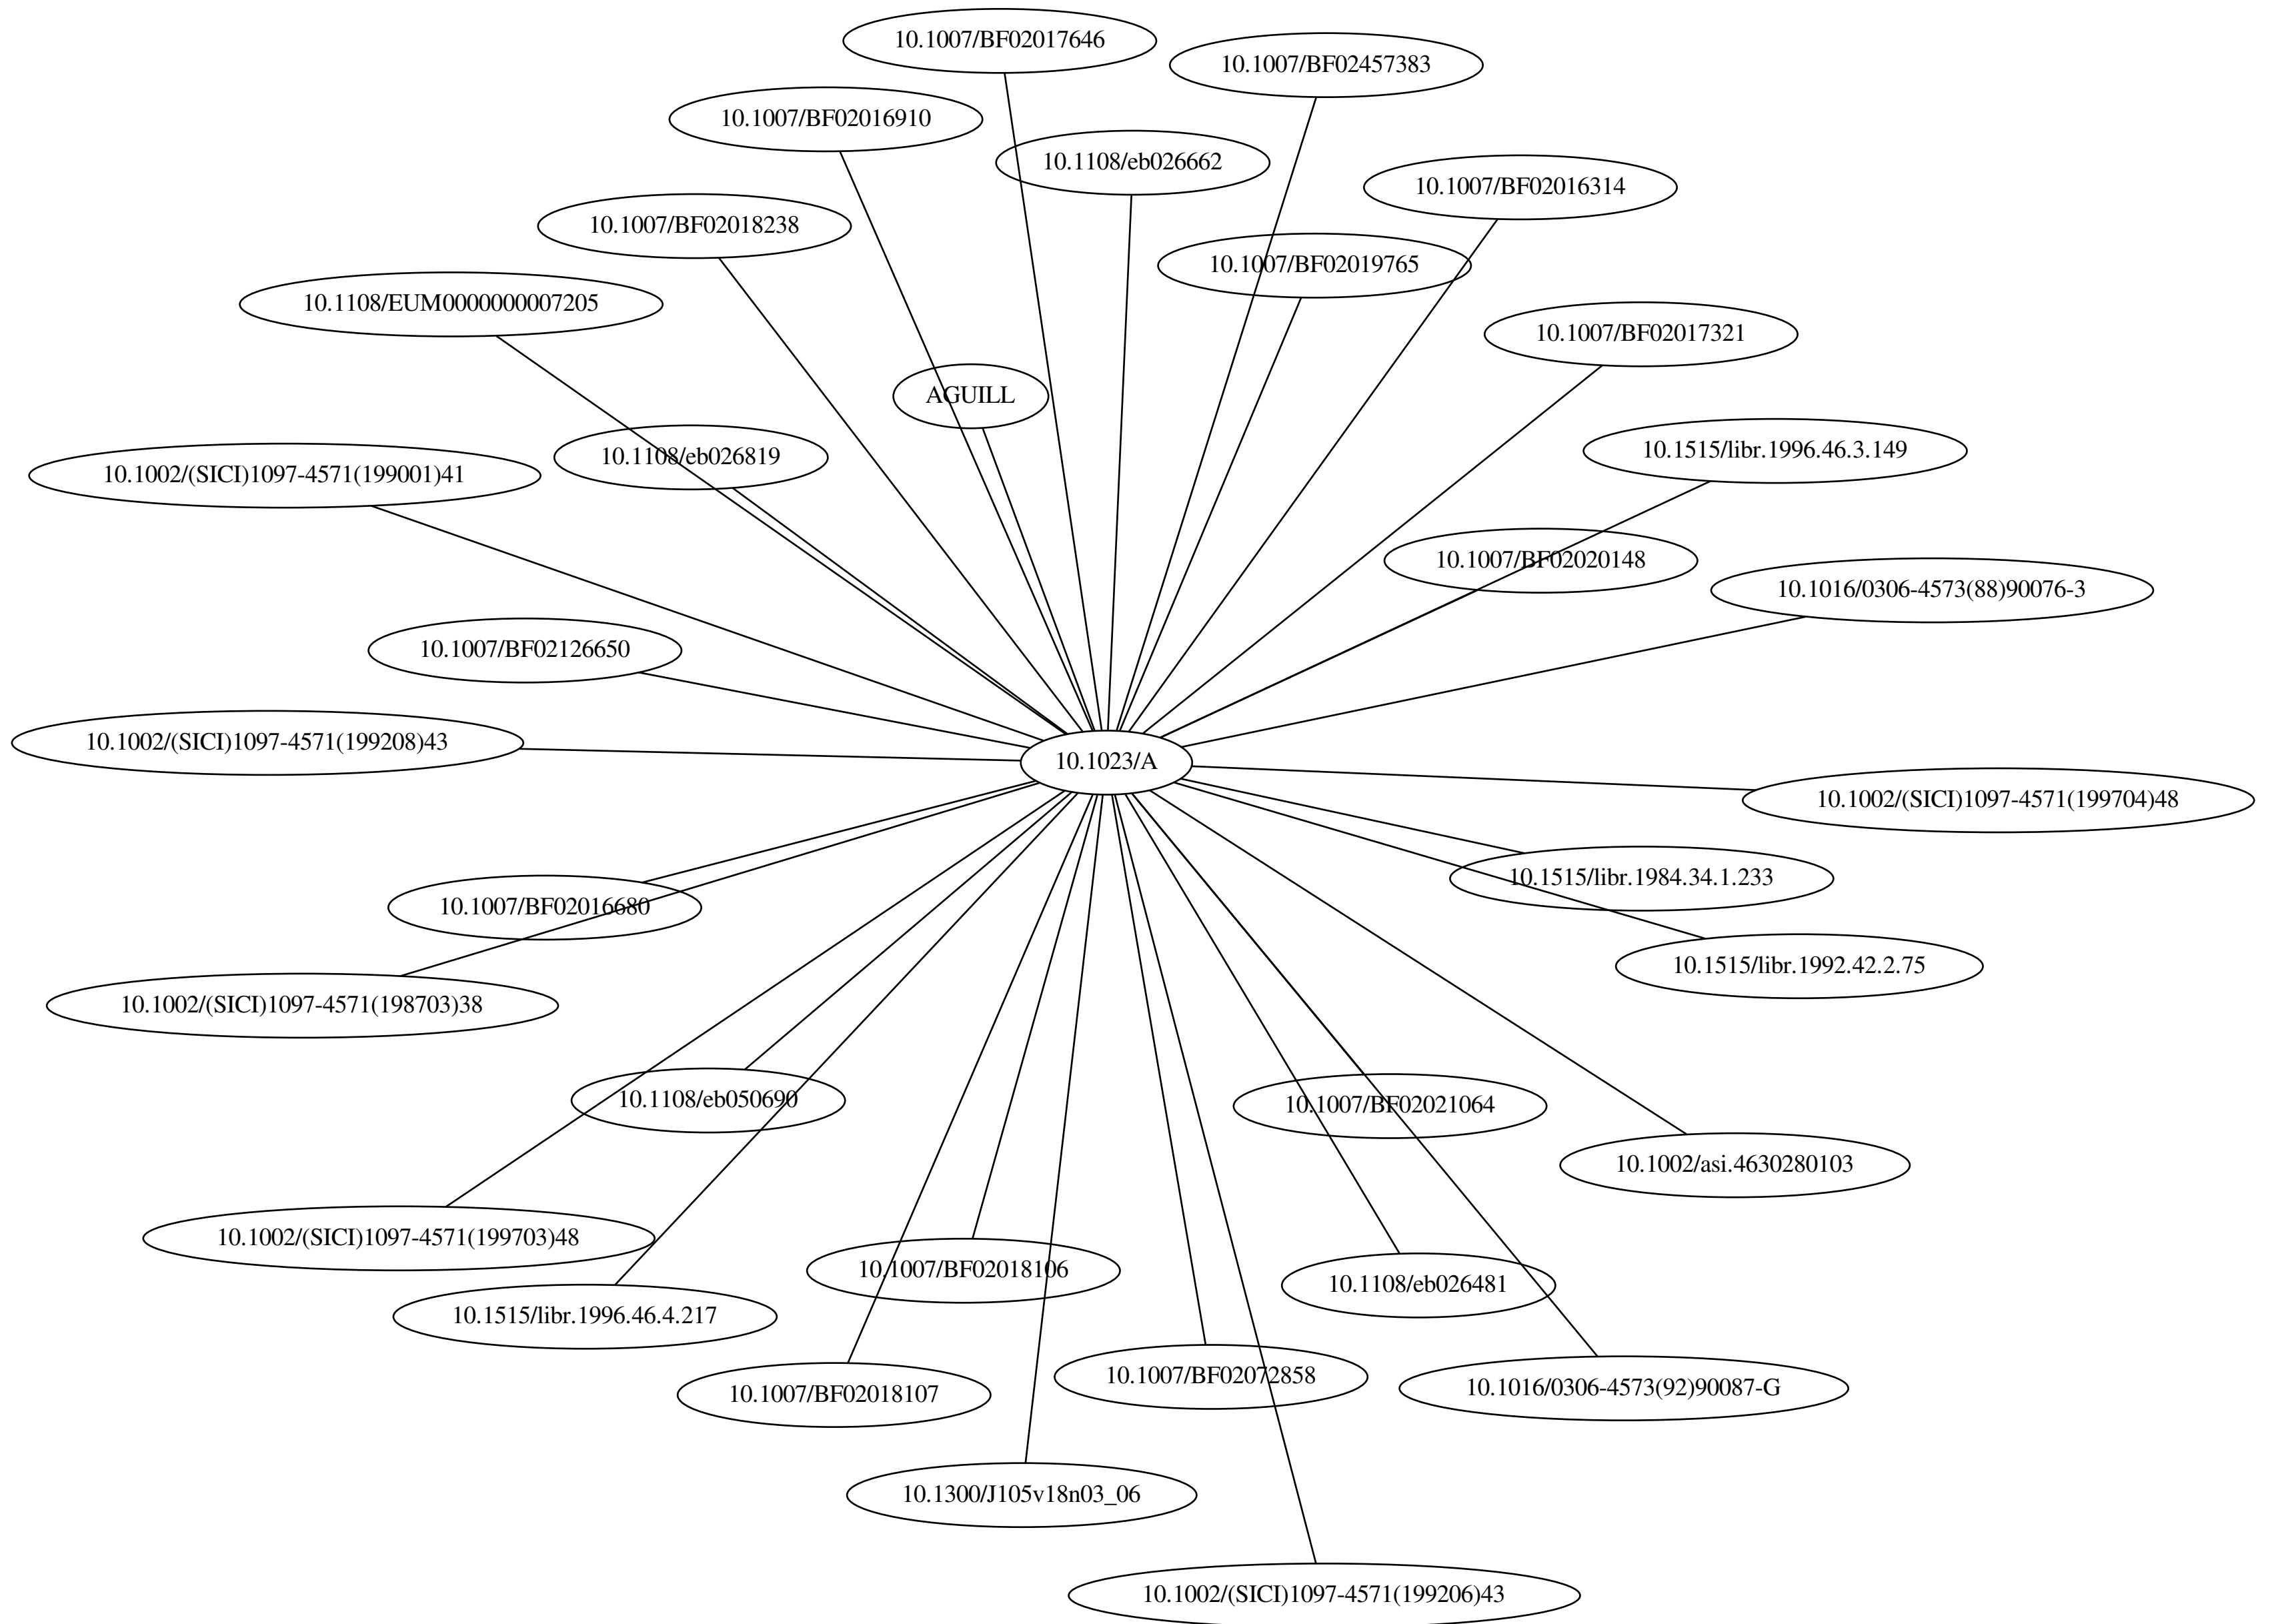 10.1007/BF02017646
10.1007/BF02457383
10.1007/BF02016910
10.1108/eb026662
10.1007/BF02016314
10.1007/BF02018238
10.1007/BF02019765
10.1108/EUM0000000007205
10.1007/BF02017321
AGUILL
10.1515/libr.1996.46.3.149
10.1108/eb026819
10.1002/(SICI)1097-4571(199001)41
10.1007/BF02020148
10.1016/0306-4573(88)90076-3
10.1007/BF02126650
10.1002/(SICI)1097-4571(199208)43
10.1023/A
10.1002/(SICI)1097-4571(199704)48
10.1515/libr.1984.34.1.233
10.1007/BF02016680
10.1515/libr.1992.42.2.75
10.1002/(SICI)1097-4571(198703)38
10.1108/eb050690
10.1007/BF02021064
10.1002/asi.4630280103
10.1002/(SICI)1097-4571(199703)48
10.1007/BF02018106
10.1108/eb026481
10.1515/libr.1996.46.4.217
10.1007/BF02072858
10.1016/0306-4573(92)90087-G
10.1007/BF02018107
10.1300/J105v18n03_06
10.1002/(SICI)1097-4571(199206)43